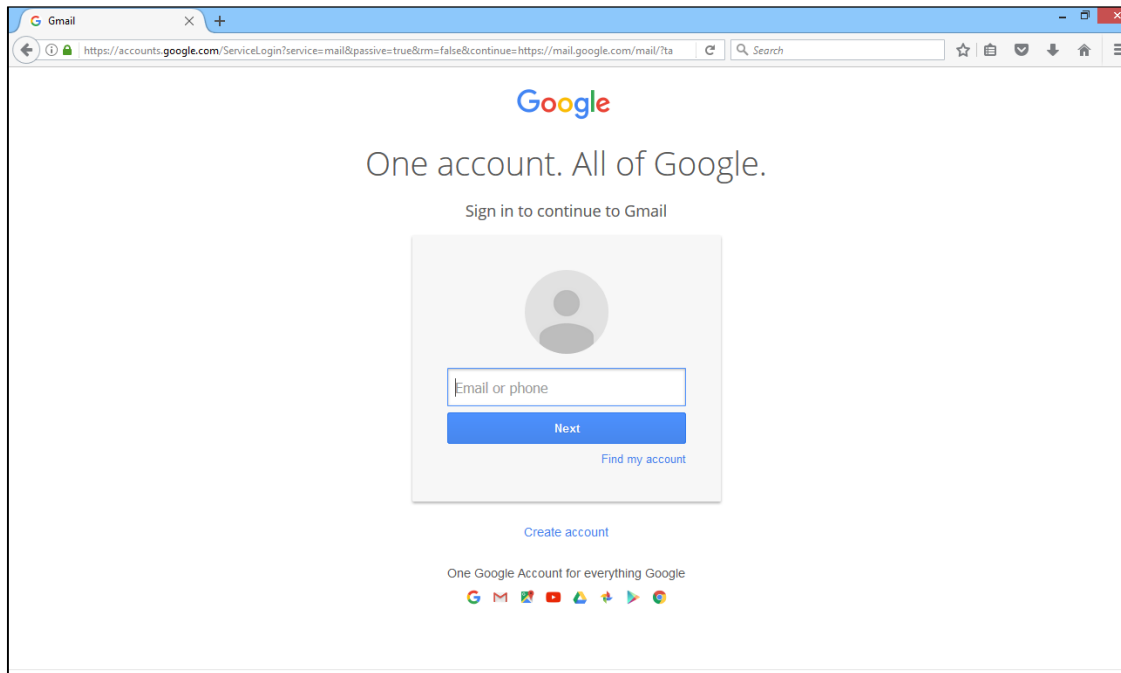 Gmail
https://accounts.google.com/ServiceLogin?service=mail&passive=true&rm=false&continue=https://mail.google.com/mail/?ta
Search
Google
One account. All of Google.
Sign in to continue to Gmail
Email or phone
Next
Find my account
Create account
One Google Account for everything Google